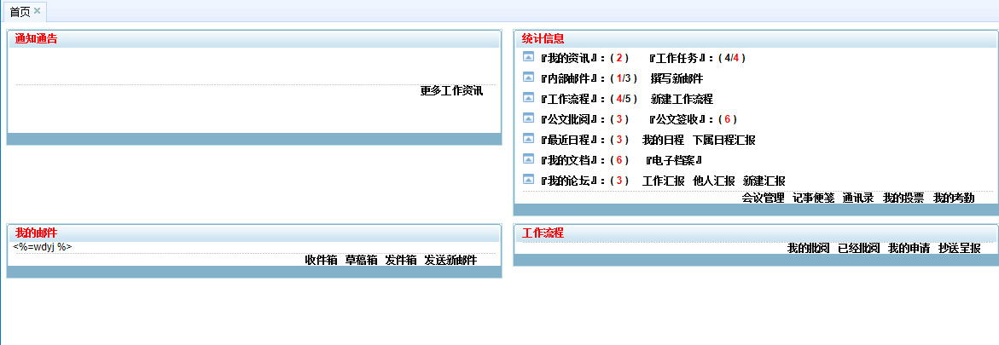 首页
通知通告
更多工作资讯
统计信息
『我的资讯』：( 2 ) 『工作任务』：( 4/4 )
『内部邮件』：( 1/3 ) 撰写新邮件
『工作流程』：( 4/5 ) 新建工作流程
『公文批阅』：( 3 ) 『公文签收』：( 6 )
『最近日程』：( 3 ) 我的日程 下属日程汇报
『我的文档』：( 6 ) 『电子档案』
『我的论坛』：( 3 ) 工作汇报 他人汇报 新建汇报
会议管理 记事便笺 通讯录 我的投票 我的考勤
我的邮件
<%=wdyj %>
收件箱 草稿箱 发件箱 发送新邮件
工作流程
我的批阅 已经批阅 我的申请 抄送呈报